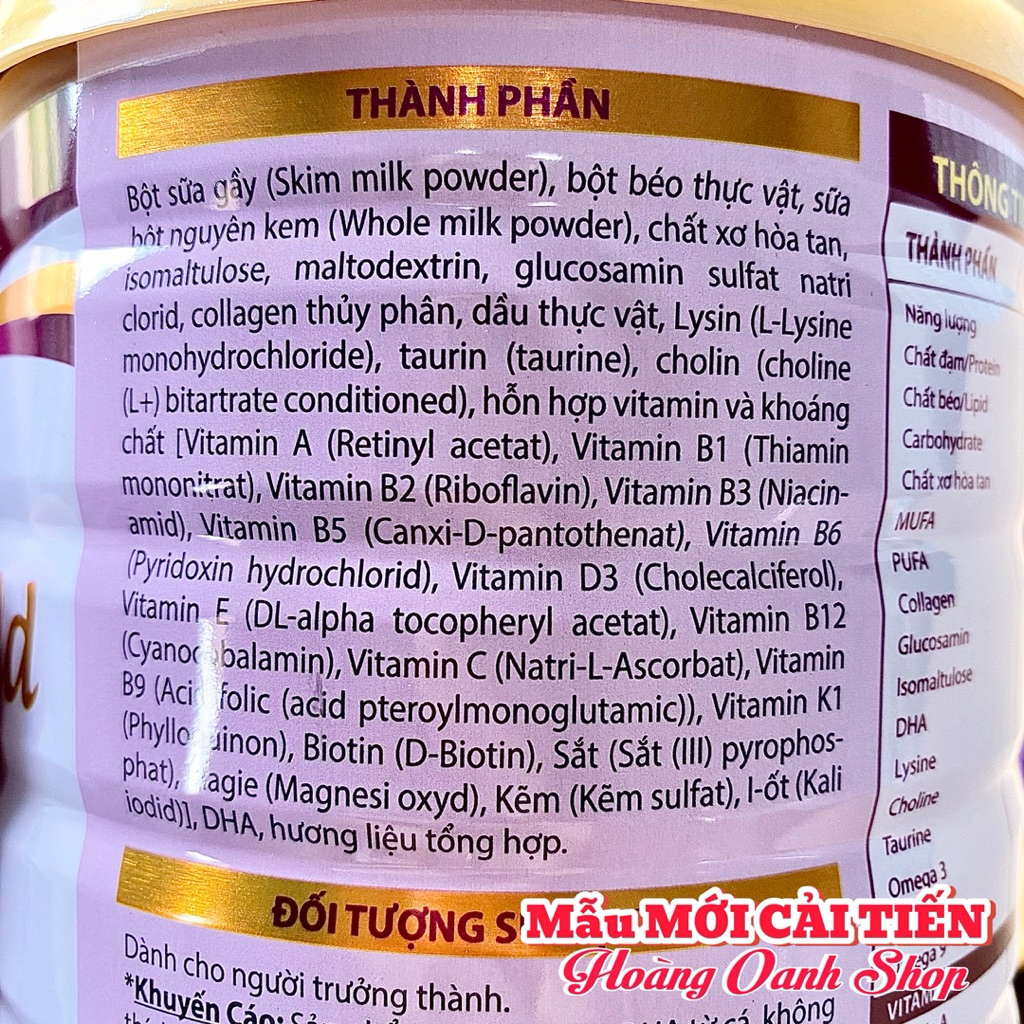 THÀNH PHẦN
Bột sữa gầy (Skim milk powder), bột béo thực vật, sữa
bột nguyên kem (Whole milk powder), chất xơ hòa tan,
isomaltulose, maltodextrin, glucosamin sulfat natri
clorid, collagen thủy phân, dầu thực vật, Lysin (L-Lysine
monohydrochloride), taurin (taurine), cholin (choline
(L+) bitartrate conditioned), hỗn hợp vitamin và khoáng
chất [Vitamin A (Retinyl acetat), Vitamin B1 (Thiamin
mononitrat), Vitamin B2 (Riboflavin), Vitamin B3 (Niacin-
amid), Vitamin B5 (Canxi-D-pantothenat), Vitamin B6
(Pyridoxin hydrochlorid), Vitamin D3 (Cholecalciferol),
Vitamin E (DL-alpha tocopheryl acetat), Vitamin B12
(Cyanocobalamin), Vitamin C (Natri-L-Ascorbat), Vitamin
B9 (Acid folic (acid pteroylmonoglutamic)), Vitamin K1
(Phylloquinon), Biotin (D-Biotin), Sắt (Sắt (III) pyrophos-
phat), Magie (Magnesi oxyd), Kẽm (Kẽm sulfat), I-ốt (Kali
iodid)], DHA, hương liệu tổng hợp.
ĐỐI TƯỢNG S
Dành cho người trưởng thành.
*Khuyến Cáo:
từ cá, không
THÔNG T
THÀNH PHẦN
Năng lượng
Chất đạm/Protein
Chất béo/Lipid
Carbohydrate
Chất xơ hòa tan
MUFA
PUFA
Collagen
Glucosamin
Isomaltulose
DHA
Lysine
Choline
Taurine
Omega 3
ega 9
VITAM
ld
Mẫu MỚI CẢI TIẾN
Hoàng Oanh Shop